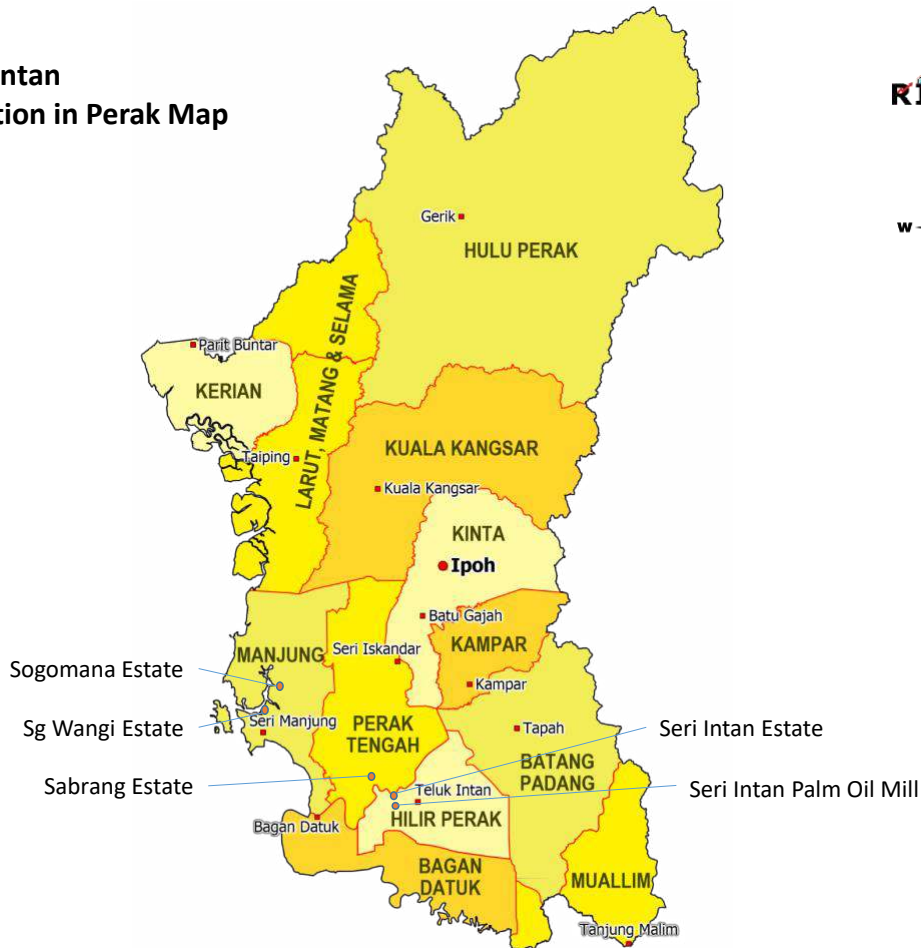 ntan
tion in Perak Map
W
Gerik
HULU PERAK
LARUT, MATANG & SELAMA
Parit Buntar
KERIAN
KUALA KANGSAR
Taiping
Kuala Kangsar
KINTA
Ipoh
Batu Gajah
MANJUNG
Seri Iskandar
KAMPAR
Sogomana Estate
Kampar
Sg Wangi Estate
Seri Manjung
PERAK
TENGAH
Tapah
Seri Intan Estate
BATANG
PADANG
Sabrang Estate
Teluk Intan
Seri Intan Palm Oil Mill
Bagan Datuk
HILIR PERAK
BAGAN
DATUK
MUALLIM
Tanjung Malim